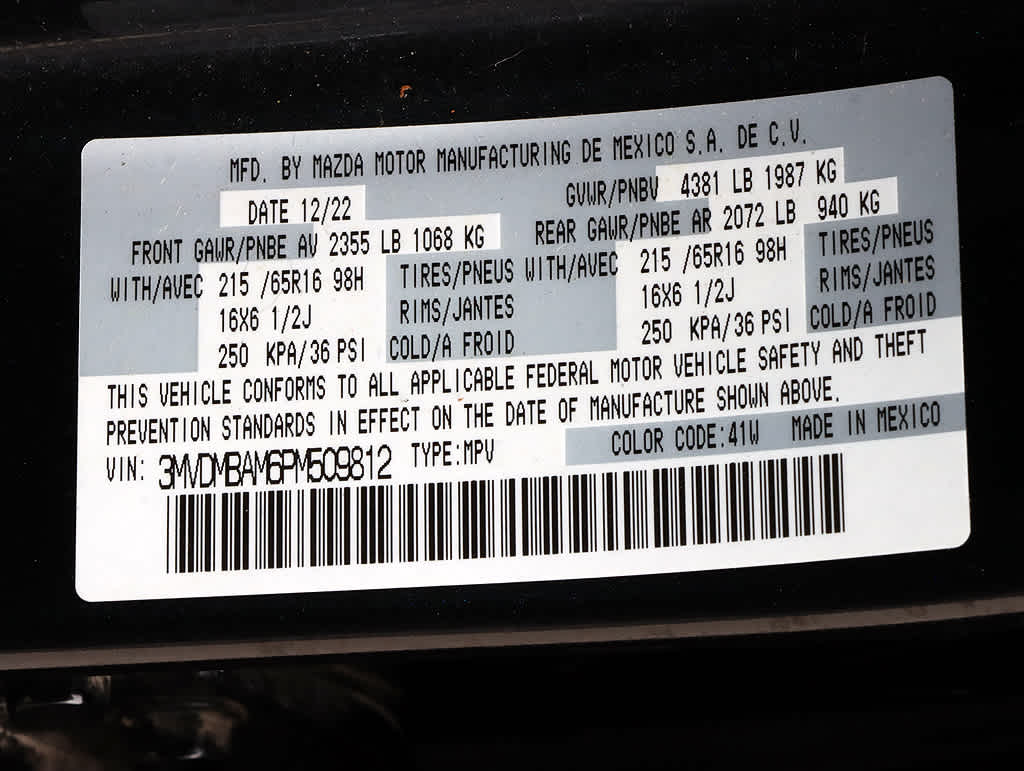 MFD. BY MAZDA MOTOR MANUFACTURING DE MEXICO S.A. DE C.V.
DATE 12/22 GVWR/PNBV 4381 LB 1987 KG
FRONT GAWR/PNBE AV 2355 LB 1068 KG REAR GAWR/PNBE AR 2072 LB 940 KG
WITH/AVEC 215 /65R16 98H TIRES/PNEUS WITH/AVEC 215 /65R16 98H TIRES/PNEUS
16X6 1/2J RIMS/JANTES 16X6 1/2J RIMS/JANTES
250 KPA/36 PSI COLD/A FROID 250 KPA/36 PSI COLD/A FROID
THIS VEHICLE CONFORMS TO ALL APPLICABLE FEDERAL MOTOR VEHICLE SAFETY AND THEFT
PREVENTION STANDARDS IN EFFECT ON THE DATE OF MANUFACTURE SHOWN ABOVE.
COLOR CODE:41W MADE IN MEXICO
VIN: 3MVDMBAM6PM509812 TYPE:MPV